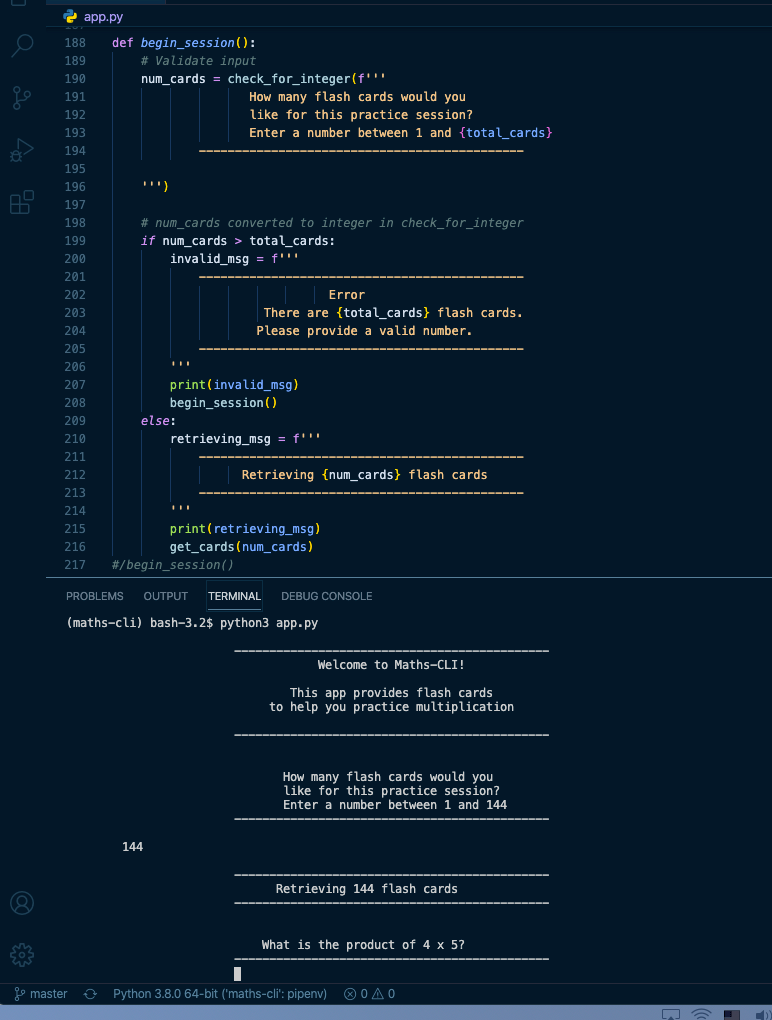 app.py
188 def begin_session():
189 # Validate input
190 num_cards = check_for_integer(f'''
191 How many flash cards would you
192 like for this practice session?
193 Enter a number between 1 and {total_cards}
194 ---------------------------------------------
195
196 ''')
197
198 # num_cards converted to integer in check_for_integer
199 if num_cards > total_cards:
200 invalid_msg = f'''
201 ---------------------------------------------
202 Error
203 There are {total_cards} flash cards.
204 Please provide a valid number.
205 ---------------------------------------------
206 '''
207 print(invalid_msg)
208 begin_session()
209 else:
210 retrieving_msg = f'''
211 ---------------------------------------------
212 Retrieving {num_cards} flash cards
213 ---------------------------------------------
214 '''
215 print(retrieving_msg)
216 get_cards(num_cards)
217 #/begin_session()
PROBLEMS OUTPUT TERMINAL DEBUG CONSOLE
(maths-cli) bash-3.2$ python3 app.py
---------------------------------------------
Welcome to Maths-CLI!
This app provides flash cards
to help you practice multiplication
---------------------------------------------
How many flash cards would you
like for this practice session?
Enter a number between 1 and 144
---------------------------------------------
144
---------------------------------------------
Retrieving 144 flash cards
---------------------------------------------
What is the product of 4 x 5?
---------------------------------------------
master Python 3.8.0 64-bit ('maths-cli': pipenv) 0 0